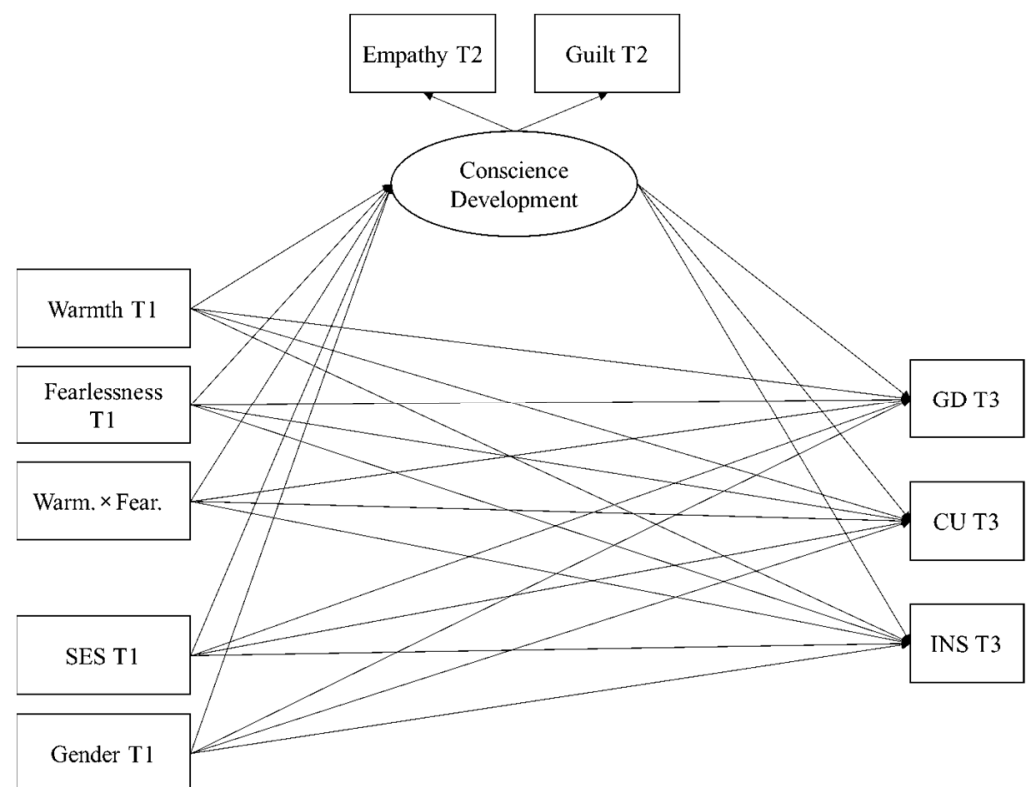 Empathy T2
Guilt T2
Conscience
Development
Warmth T1
Fearlessness
T1
Warm. × Fear.
SES T1
Gender T1
GD T3
CU T3
INS T3